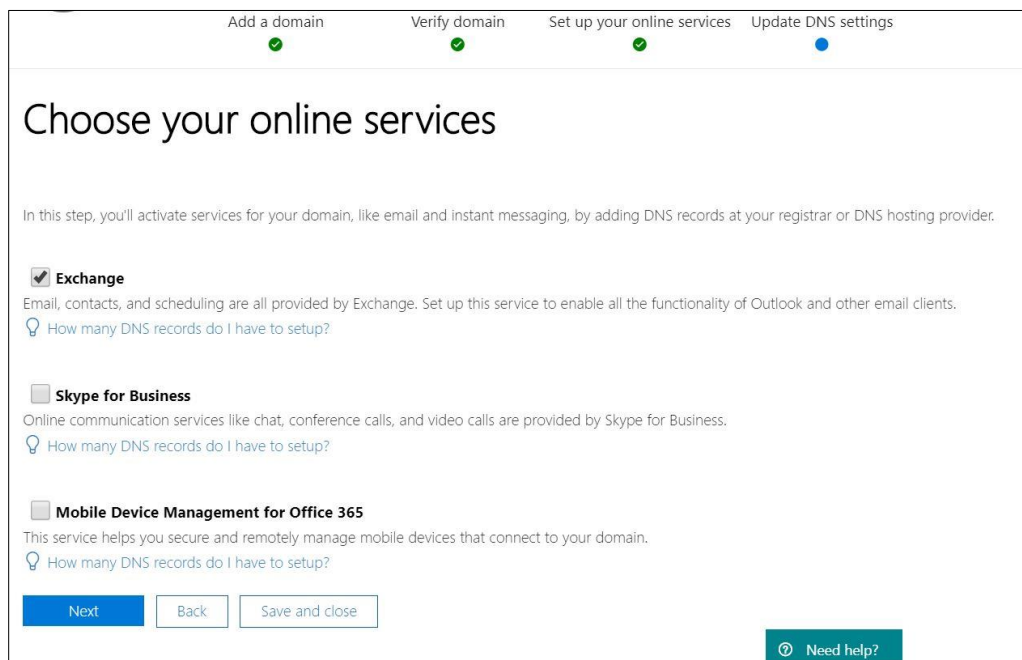 Add a domain Verify domain Set up your online services Update DNS settings
Choose your online services
In this step, you'll activate services for your domain, like email and instant messaging, by adding DNS records at your registrar or DNS hosting provider.
Exchange
Email, contacts, and scheduling are all provided by Exchange. Set up this service to enable all the functionality of Outlook and other email clients.
How many DNS records do I have to setup?
Skype for Business
Online communication services like chat, conference calls, and video calls are provided by Skype for Business.
How many DNS records do I have to setup?
Mobile Device Management for Office 365
This service helps you secure and remotely manage mobile devices that connect to your domain.
How many DNS records do I have to setup?
Next Back Save and close
Need help?